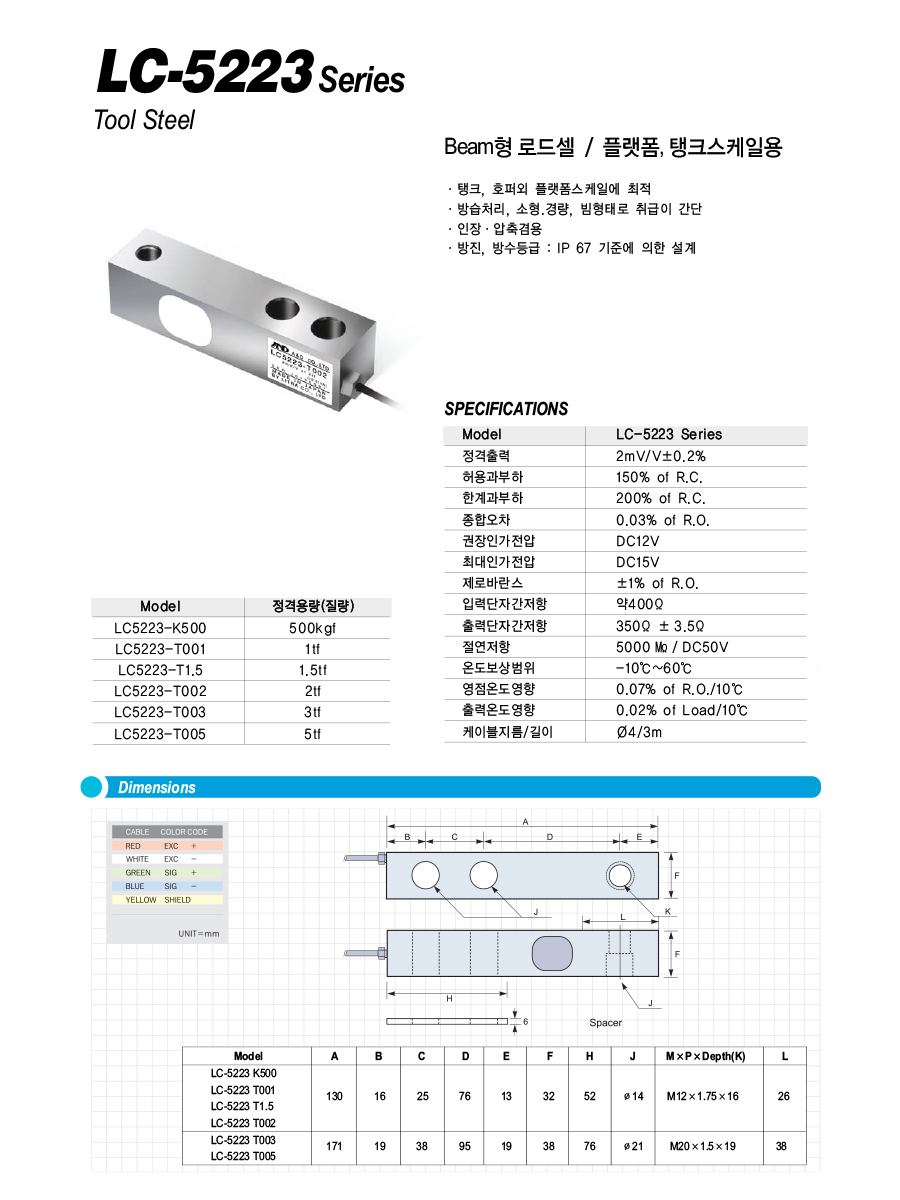 LC-5223 Series
Tool Steel
Beam형 로드셀 / 플랫폼, 탱크스케일용
· 탱크, 호퍼외 플랫폼스케일에 최적
· 방습처리, 소형.경량, 빔형태로 취급이 간단
· 인장 · 압축겸용
· 방진, 방수등급 : IP 67 기준에 의한 설계
AND A&D CO.,LTD
LC5223-T002
MADE IN JAPAN
SPECIFICATIONS
Model LC-5223 Series
정격출력 2mV/V±0.2%
허용과부하 150% of R.C.
한계과부하 200% of R.C.
종합오차 0.03% of R.O.
권장인가전압 DC12V
최대인가전압 DC15V
제로바란스 ±1% of R.O.
입력단자간저항 약400Ω
출력단자간저항 350Ω ± 3.5Ω
절연저항 5000 ㏁ / DC50V
온도보상범위 -10℃~60℃
영점온도영향 0.07% of R.O./10℃
출력온도영향 0.02% of Load/10℃
케이블지름/길이 Ø4/3m
Model 정격용량(질량)
LC5223-K500 500kgf
LC5223-T001 1tf
LC5223-T1.5 1.5tf
LC5223-T002 2tf
LC5223-T003 3tf
LC5223-T005 5tf
Dimensions
CABLE COLOR CODE
RED EXC +
WHITE EXC -
GREEN SIG +
BLUE SIG -
YELLOW SHIELD
UNIT=mm
A
B C D E
F
J L K
F
H J
6 Spacer
Model A B C D E F H J M×P×Depth(K) L
LC-5223 K500
LC-5223 T001
LC-5223 T1.5
LC-5223 T002
130 16 25 76 13 32 52 ø14 M12×1.75×16 26
LC-5223 T003
LC-5223 T005
171 19 38 95 19 38 76 ø21 M20×1.5×19 38